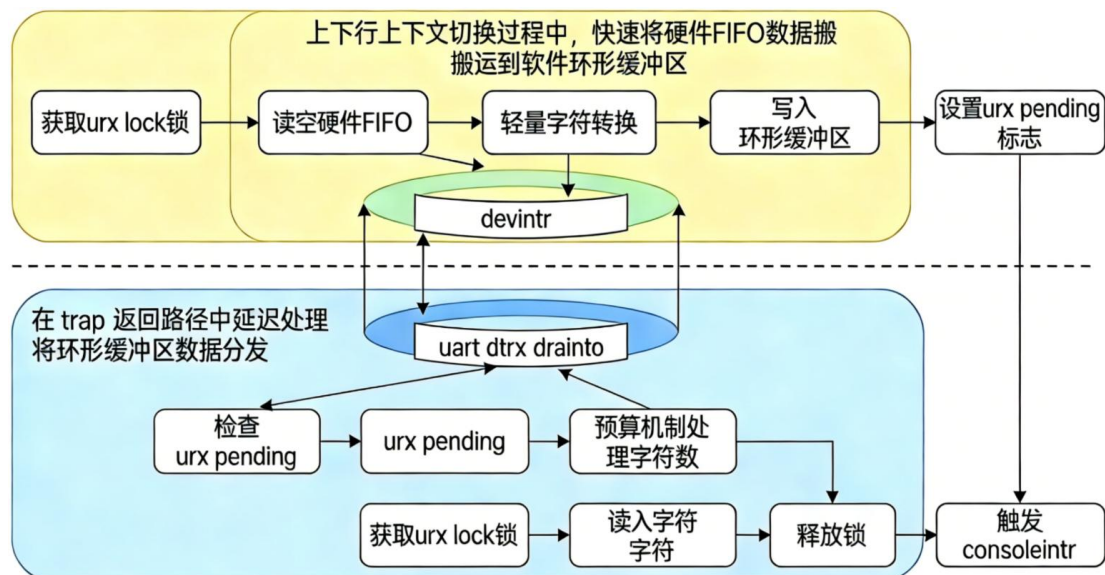 上下行上下文切换过程中，快速将硬件FIFO数据搬
搬运到软件环形缓冲区
获取urx lock锁
读空硬件FIFO
轻量字符转换
写入
环形缓冲区
设置urx pending
标志
devintr
在 trap 返回路径中延迟处理
将环形缓冲区数据分发
uart dtrx drainto
检查
urx pending
urx pending
预算机制处
理字符数
获取urx lock锁
读入字符
字符
释放锁
触发
consoleintr